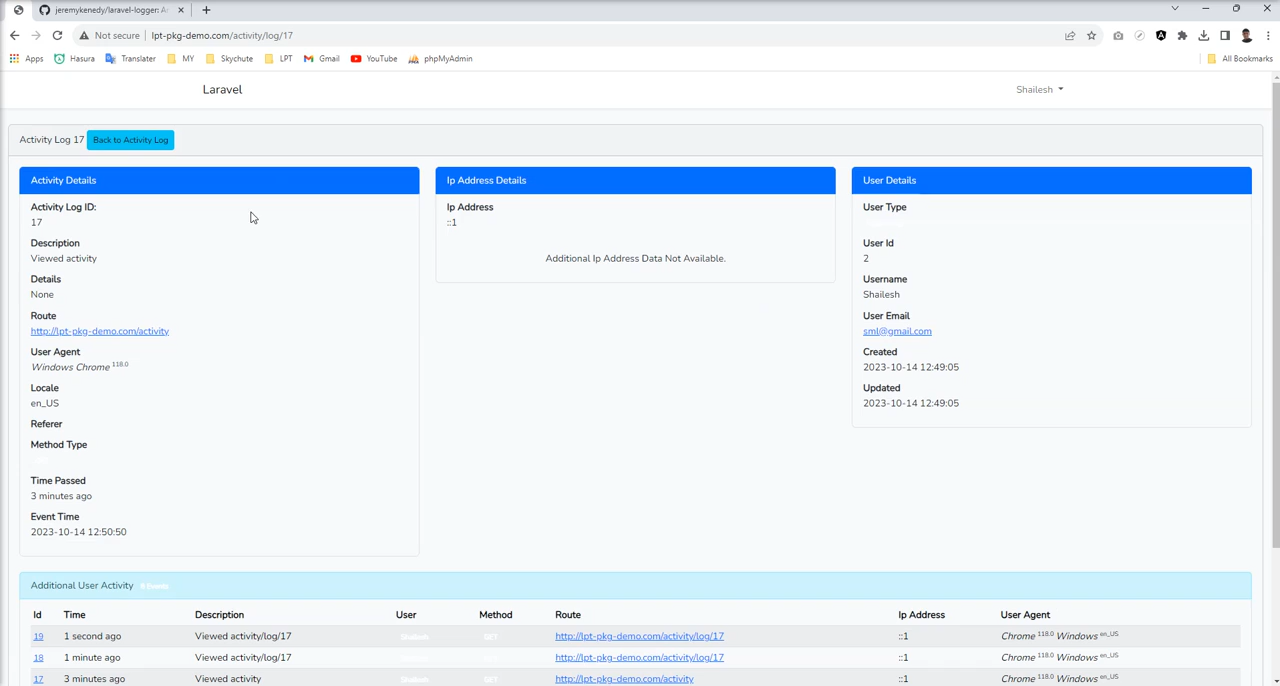 jeremykenedy/laravel-logger: A
Not secure
lpt-pkg-demo.com/activity/log/17
Apps
Hasura
Translater
MY
Skychute
LPT
Gmail
YouTube
phpMyAdmin
All Bookmarks
Laravel
Shailesh
Activity Log 17
Back to Activity Log
Activity Details
Activity Log ID:
17
Description
Viewed activity
Details
None
Route
http://lpt-pkg-demo.com/activity
User Agent
Windows Chrome 118.0
Locale
en_US
Referer
Method Type
Time Passed
3 minutes ago
Event Time
2023-10-14 12:50:50
Ip Address Details
Ip Address
::1
Additional Ip Address Data Not Available.
User Details
User Type
User Id
2
Username
Shailesh
User Email
sml@gmail.com
Created
2023-10-14 12:49:05
Updated
2023-10-14 12:49:05
Additional User Activity Events
Id Time Description User Method Route Ip Address User Agent
19 1 second ago Viewed activity/log/17 Shailesh GET http://lpt-pkg-demo.com/activity/log/17 ::1 Chrome 118.0 Windows en_US
18 1 minute ago Viewed activity/log/17 http://lpt-pkg-demo.com/activity/log/17 ::1 Chrome 118.0 Windows en_US
17 3 minutes ago Viewed activity Shailesh GET http://lpt-pkg-demo.com/activity ::1 Chrome 118.0 Windows en_US